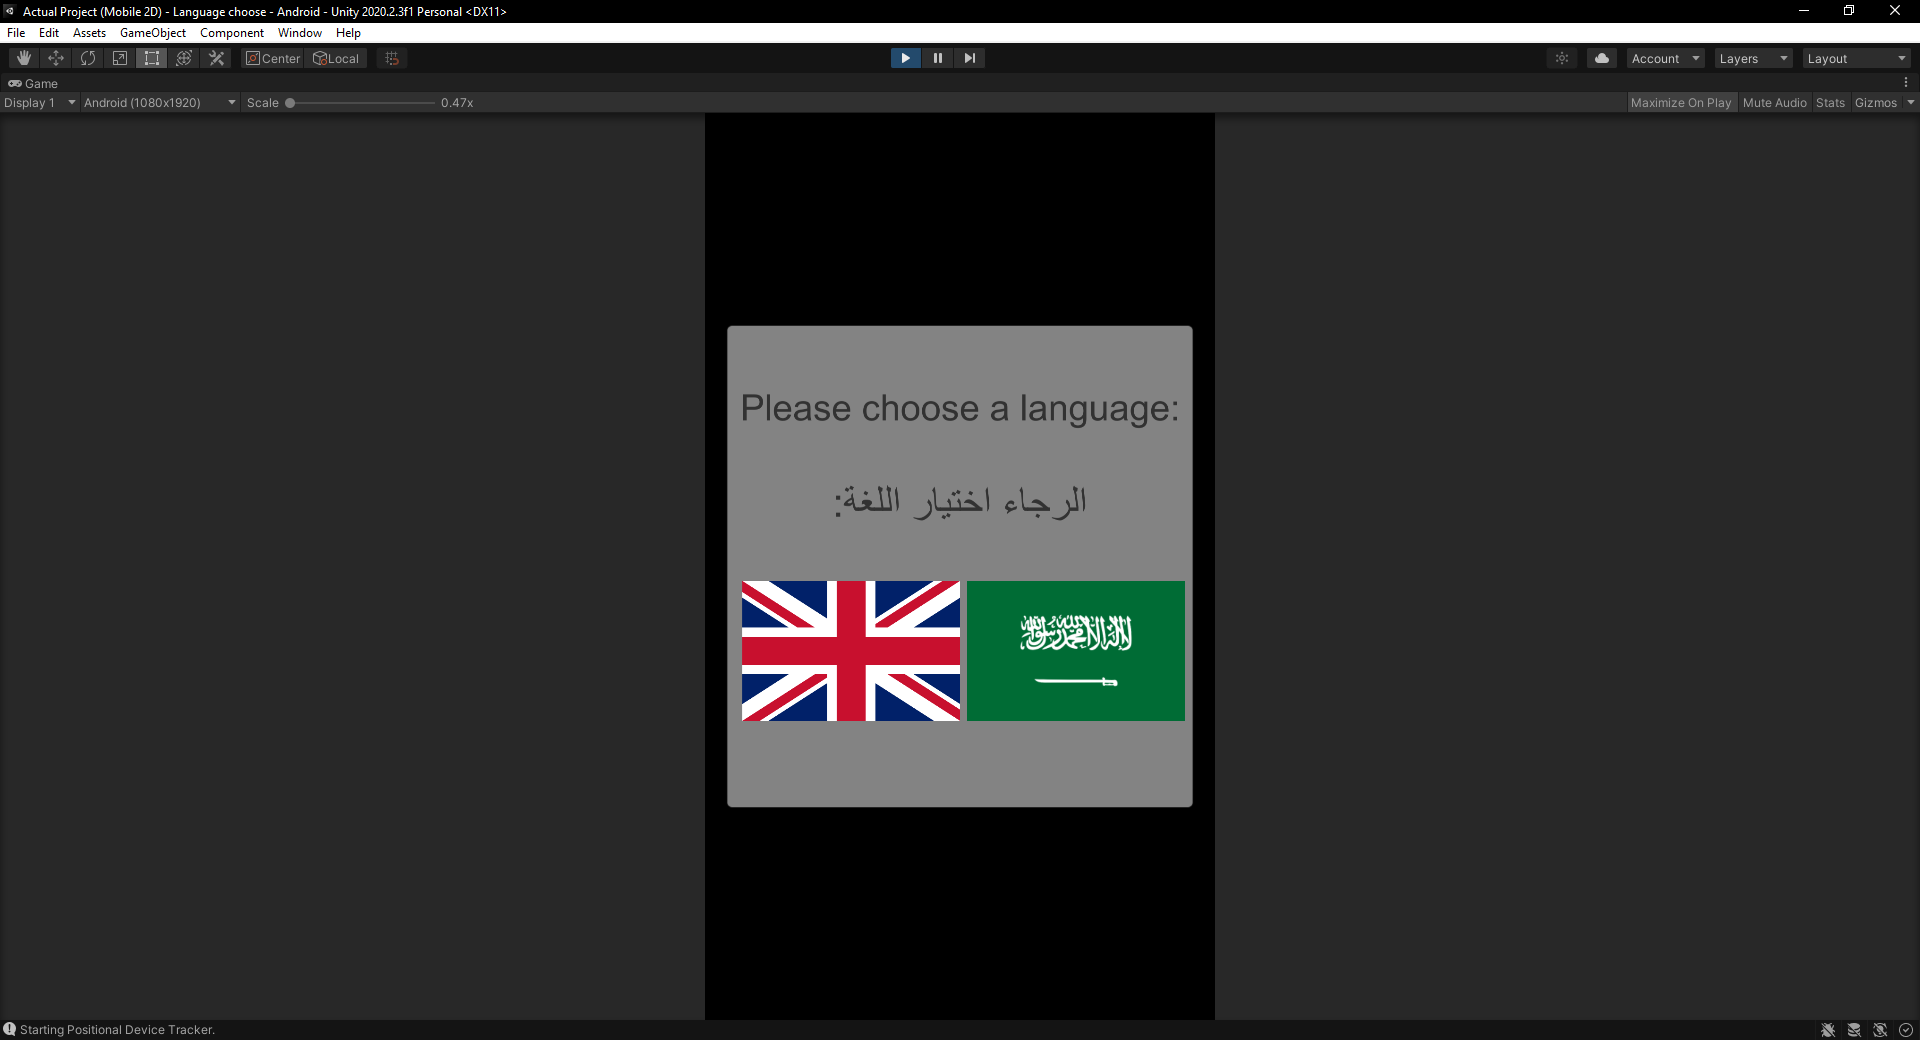 Actual Project (Mobile 2D) - Language choose - Android - Unity 2020.2.3f1 Personal <DX11>
File Edit Assets GameObject Component Window Help
Center Local Account Layers Layout
Game
Display 1 Android (1080x1920) Scale 0.47x Maximize On Play Mute Audio Stats Gizmos
Please choose a language:
الرجاء اختيار اللغة:
لا إله إلا الله محمد رسول الله
Starting Positional Device Tracker.